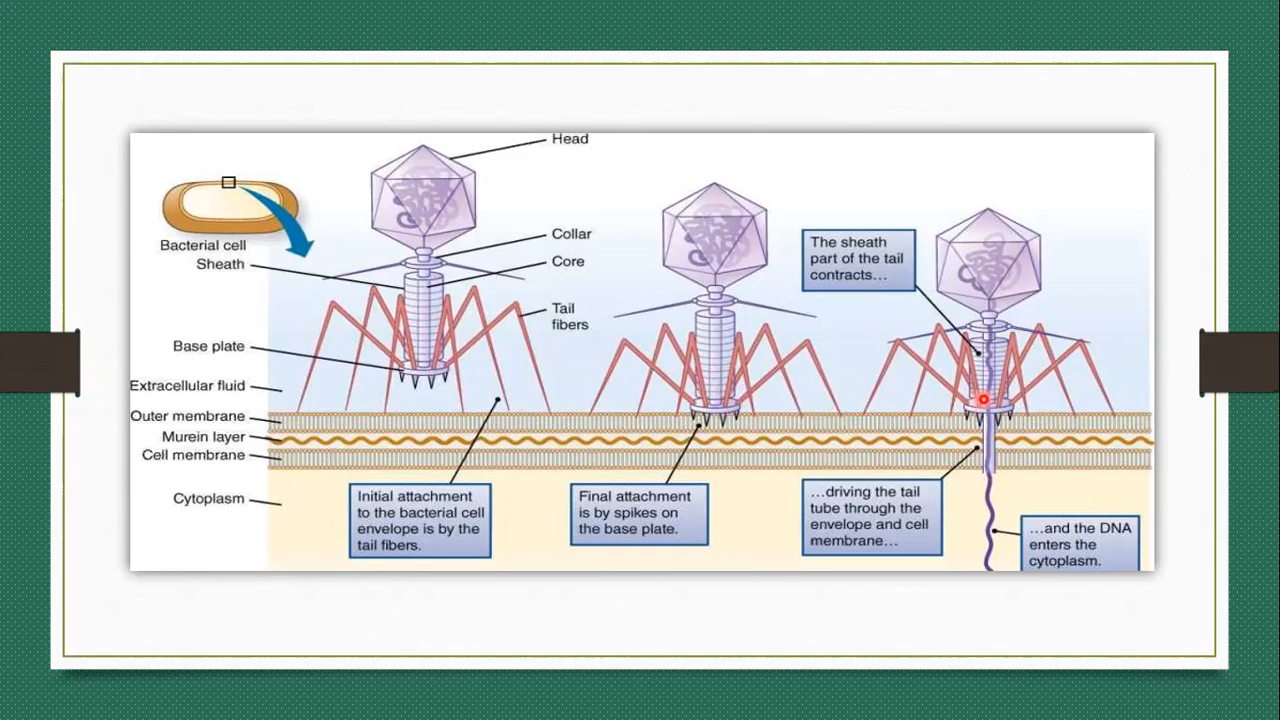 Head
Collar
Core
Tail
fibers
Bacterial cell
Sheath
Base plate
Extracellular fluid
Outer membrane
Murein layer
Cell membrane
Cytoplasm
Initial attachment
to the bacterial cell
envelope is by the
tail fibers.
Final attachment
is by spikes on
the base plate.
The sheath
part of the tail
contracts...
...driving the tail
tube through the
envelope and cell
membrane...
...and the DNA
enters the
cytoplasm.